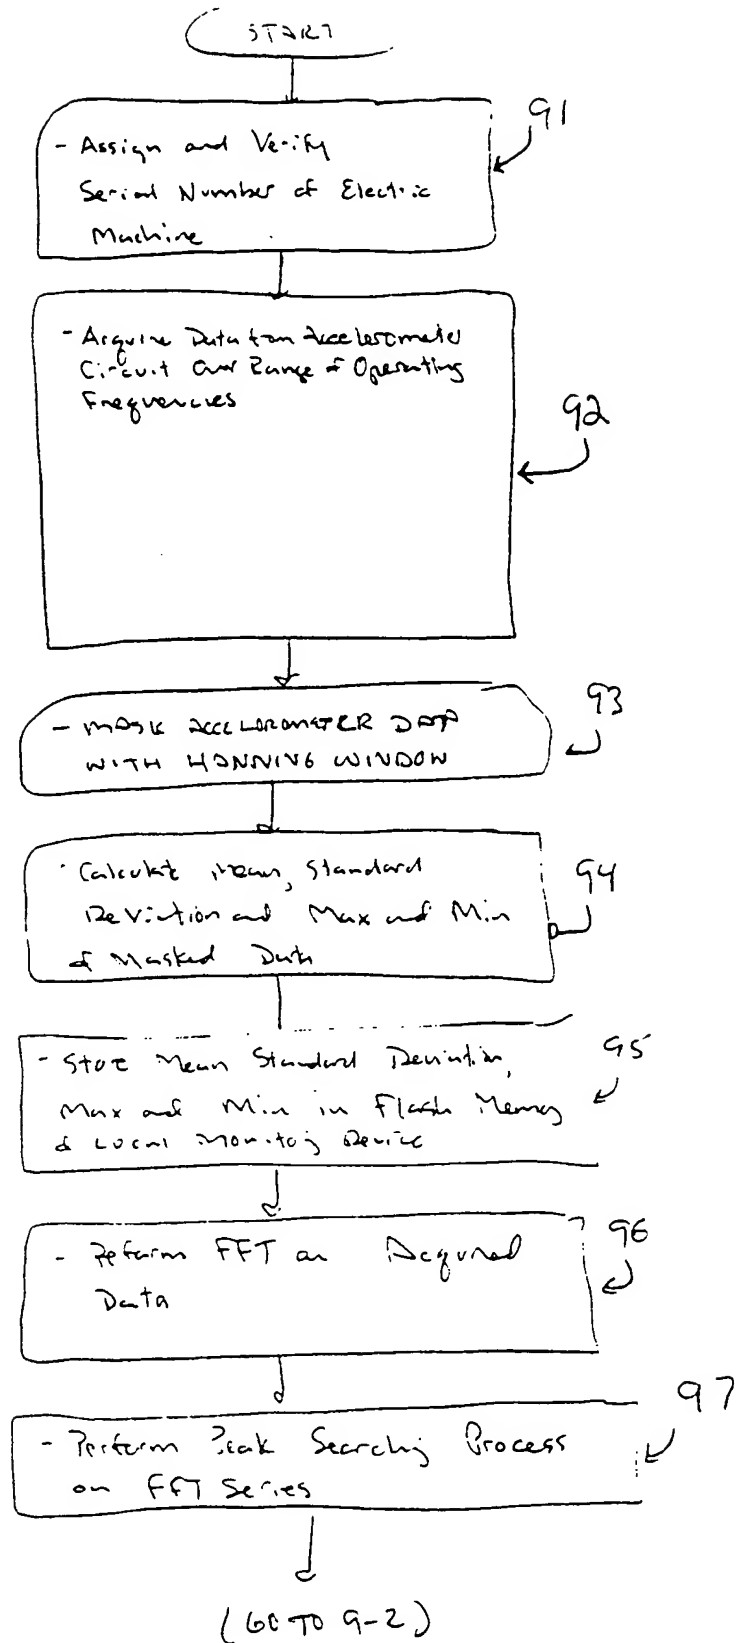 START
91
- Assign and Verify
Serial Number of Electric
Machine
- Acquire Data from Accelerometer
Circuit Over Range of Operating
Frequencies
92
93
- MASK ACCELEROMETER DATA
WITH HANNING WINDOW
94
- Calculate Mean, Standard
Deviation and Max and Min
of Masked Data
95
- Store Mean Standard Deviation,
Max and Min in Flash Memory
of Local Monitoring Device
96
- Perform FFT on Acquired
Data
97
- Perform Peak Searching Process
on FFT Series
(GO TO 9-2)